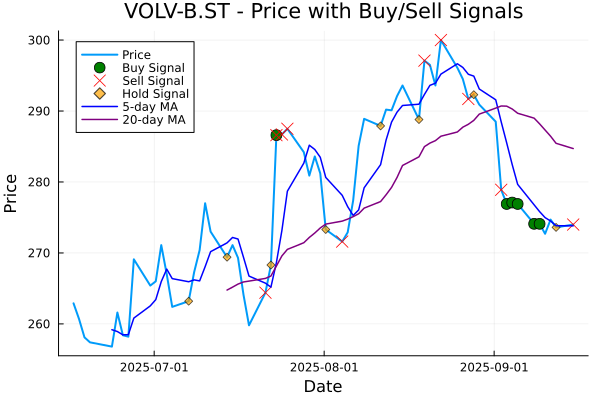 VOLV-B.ST - Price with Buy/Sell Signals
Price
Buy Signal
Sell Signal
Hold Signal
5-day MA
20-day MA
300
290
280
270
260
Price
2025-07-01
2025-08-01
2025-09-01
Date